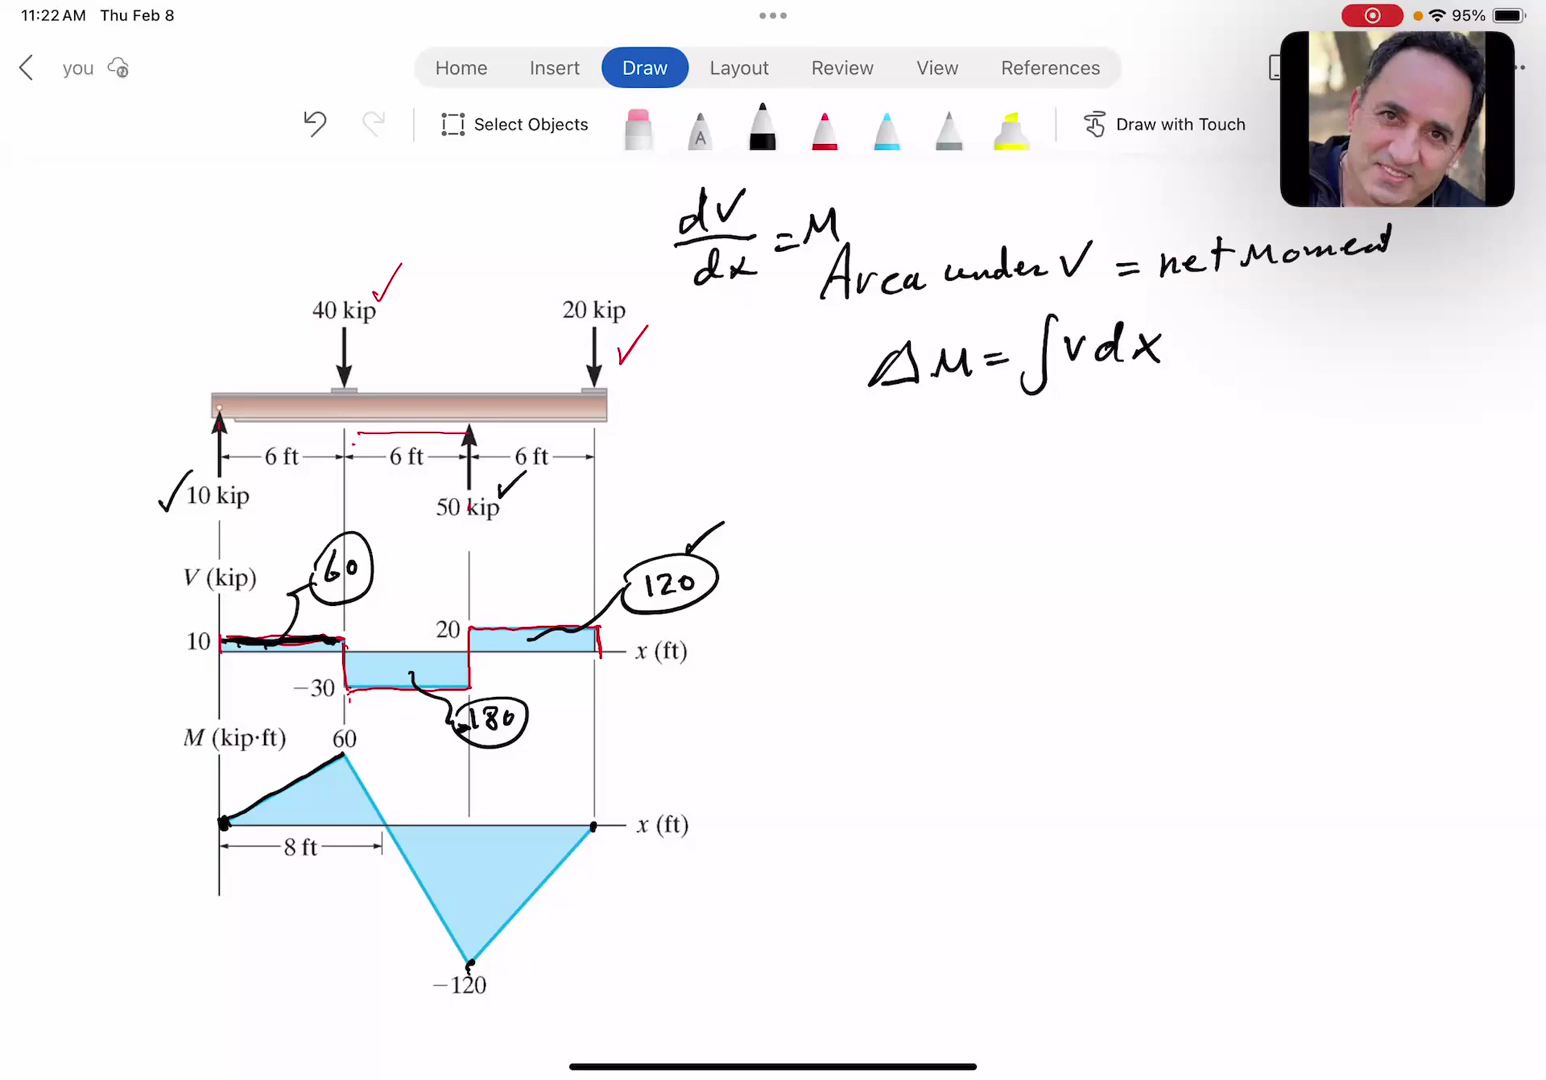 11:22 AM Thu Feb 8
95%
you
Home Insert Draw Layout Review View References
Select Objects
A
Draw with Touch
dV/dx = M
Area under V = net Moment
ΔM = ∫ V dx
40 kip
20 kip
6 ft 6 ft 6 ft
10 kip
50 kip
60
120
V (kip)
10
20
x (ft)
−30
-180
M (kip·ft)
60
x (ft)
8 ft
−120